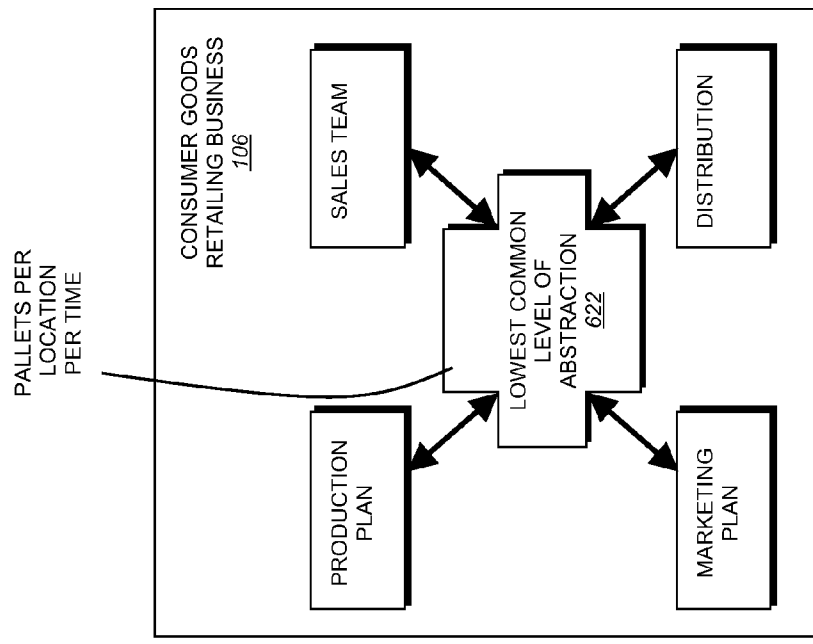 PALLETS PER
LOCATION
PER TIME
CONSUMER GOODS
RETAILING BUSINESS
106
PRODUCTION
PLAN
SALES TEAM
LOWEST COMMON
LEVEL OF
ABSTRACTION
622
MARKETING
PLAN
DISTRIBUTION